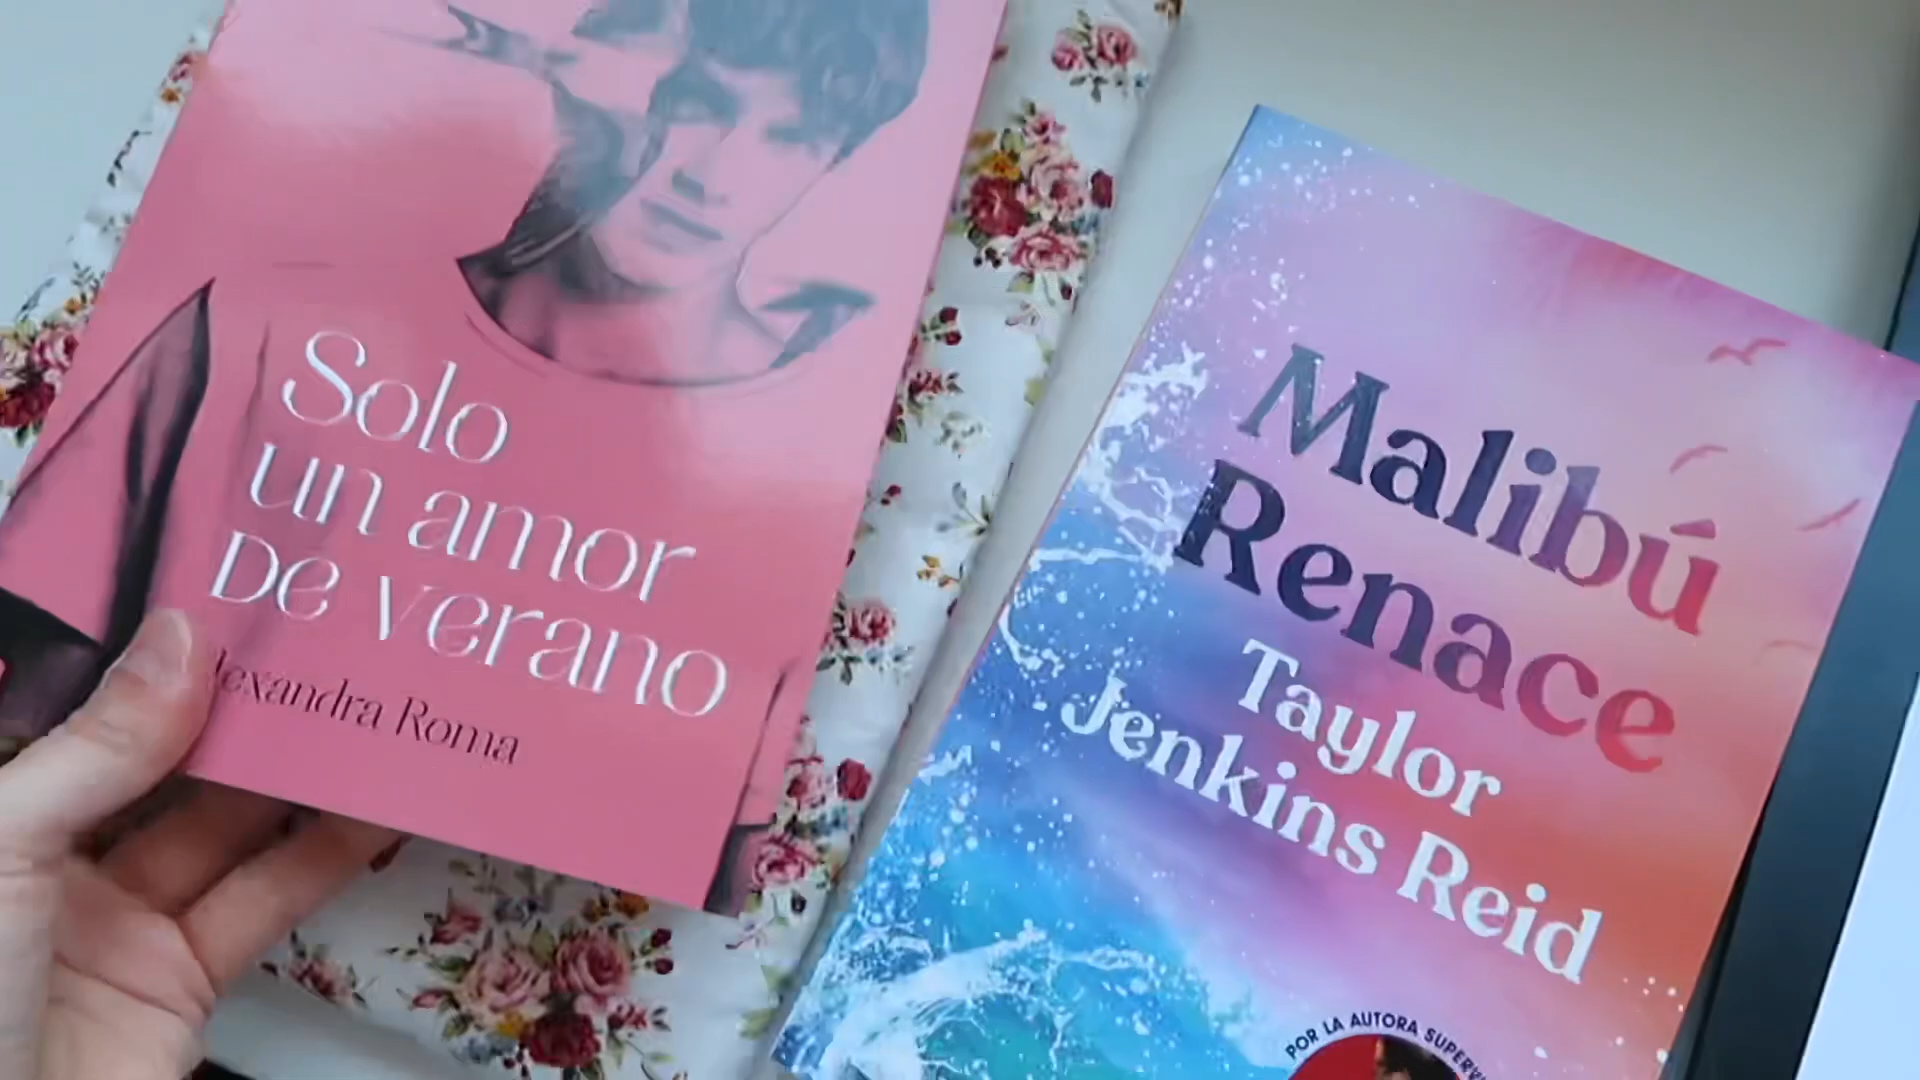 Solo
un amor
De verano
lexandra Roma
Malibú
Renace
Taylor
Jenkins Reid
POR LA AUTORA